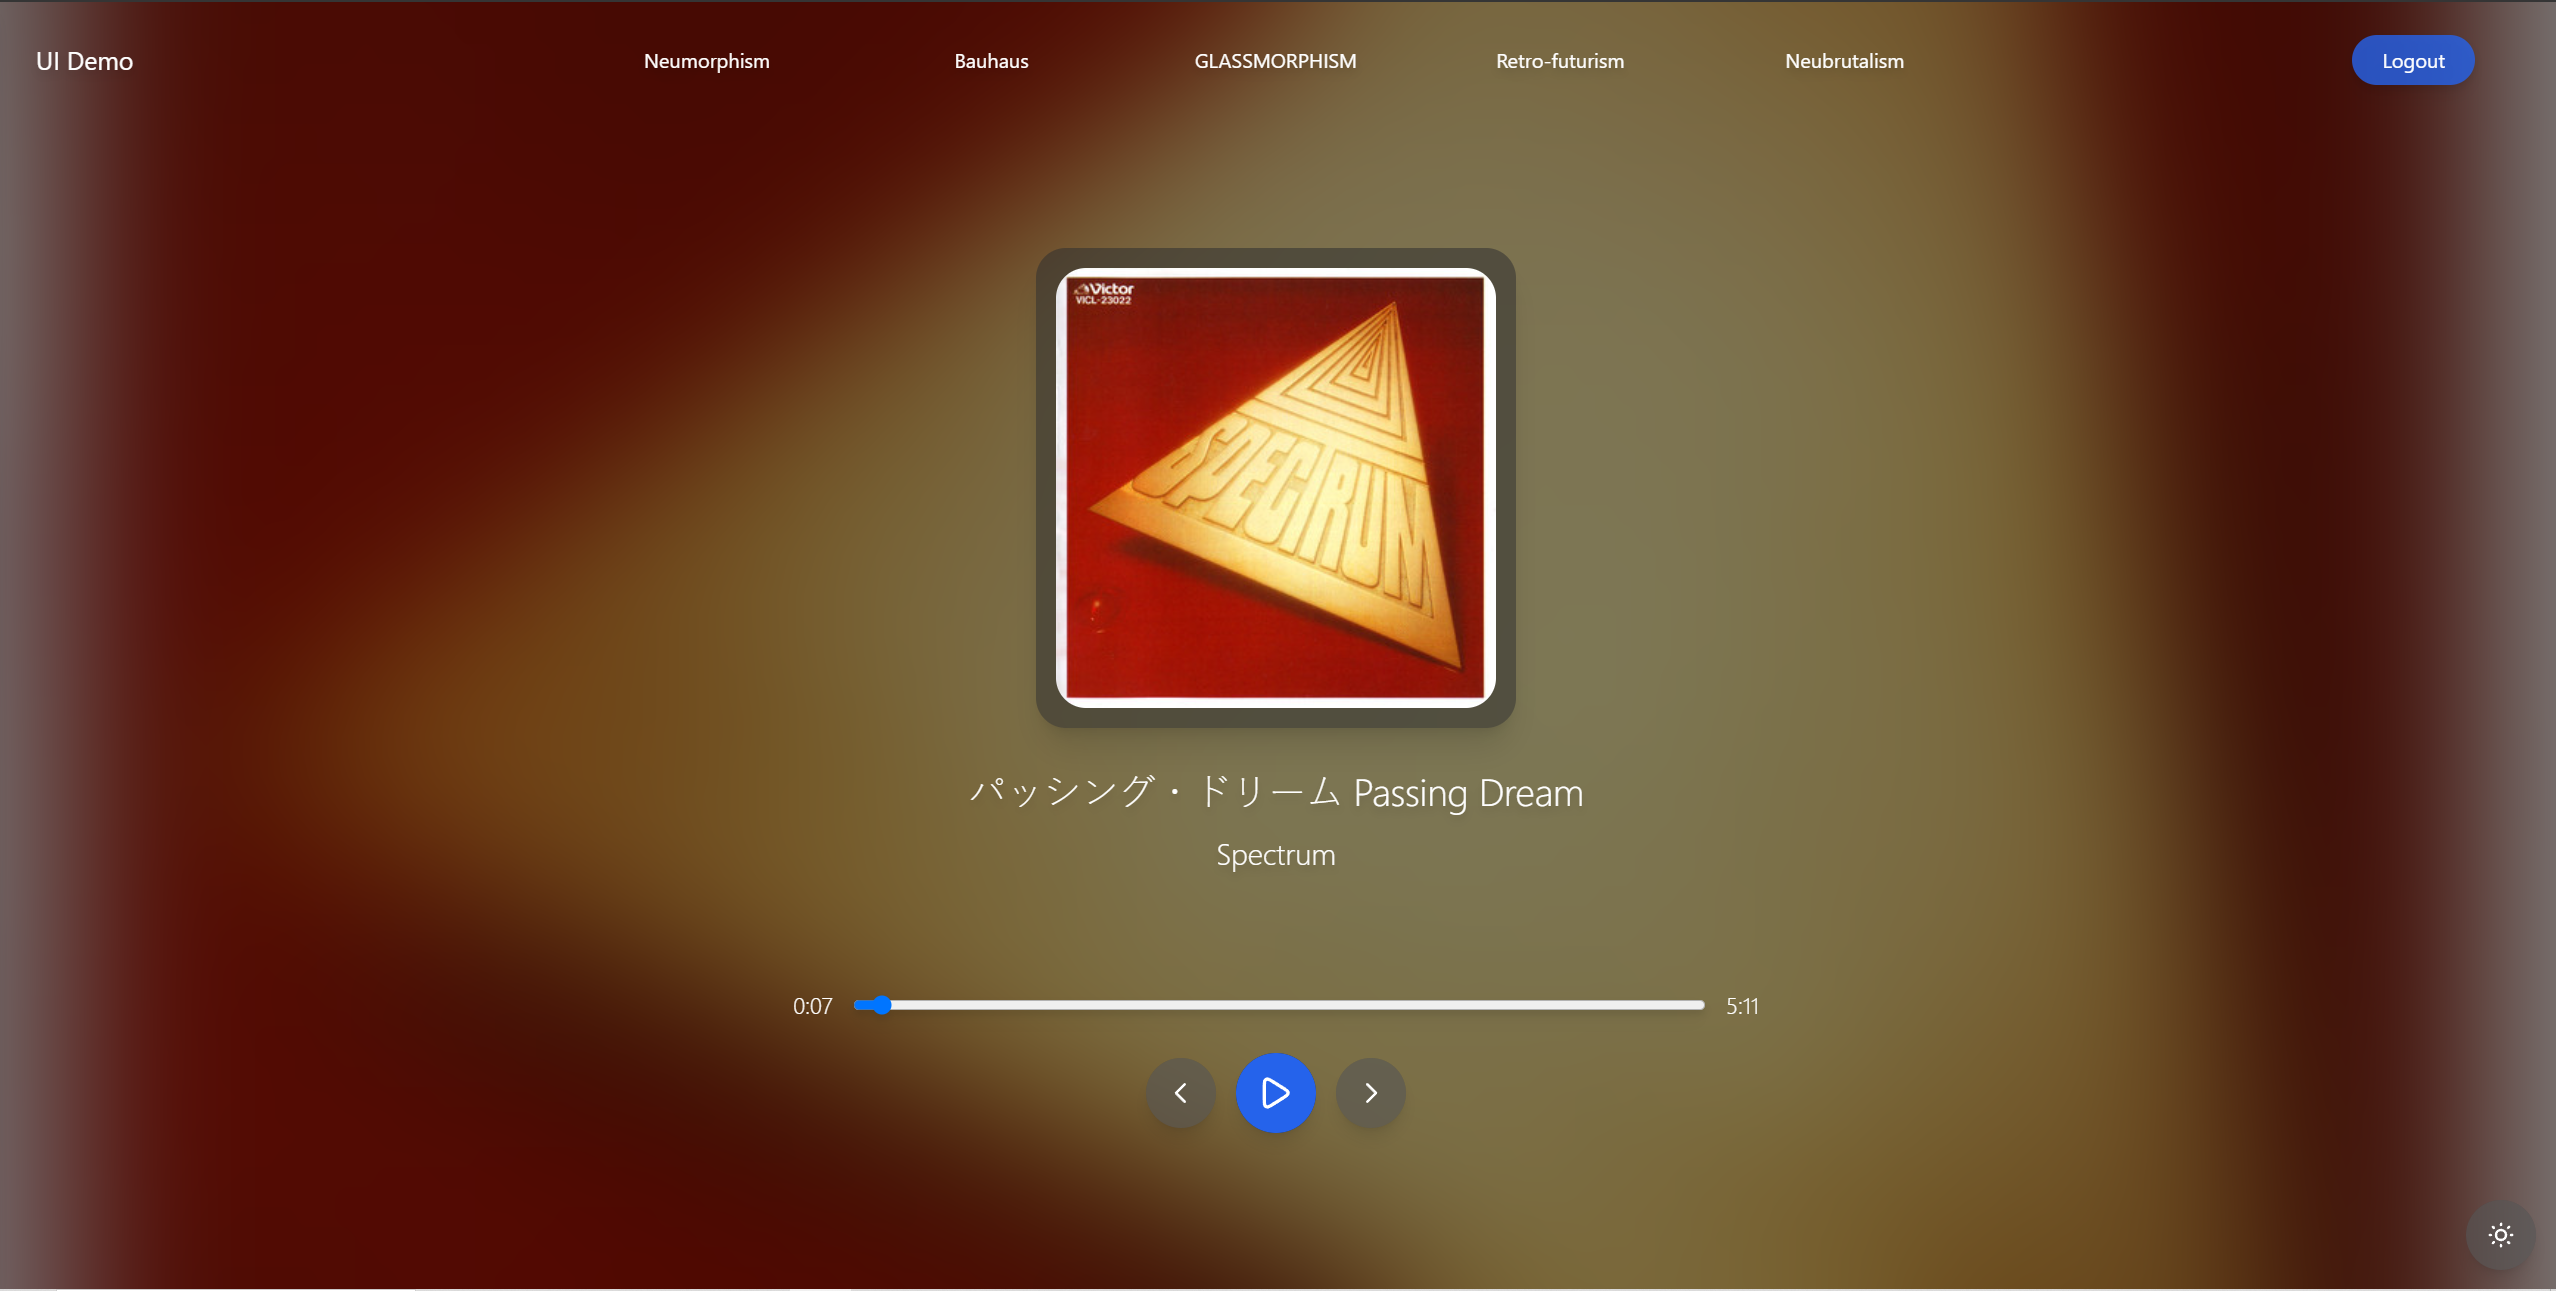 UI Demo
Neumorphism
Bauhaus
GLASSMORPHISM
Retro-futurism
Neubrutalism
Logout
Victor
VICL-23022
SPECTRUM
パッシング・ドリーム Passing Dream
Spectrum
0:07
5:11